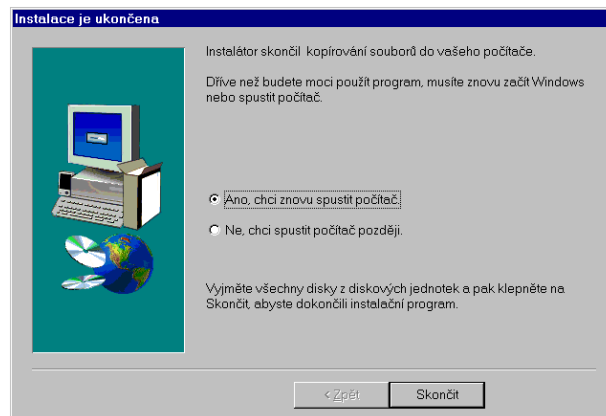 Instalace je ukončena
Instalátor skončil kopírování souborů do vašeho počítače.
Dříve než budete moci použít program, musíte znovu začít Windows
nebo spustit počítač.
Ano, chci znovu spustit počítač.
Ne, chci spustit počítač později.
Vyjměte všechny disky z diskových jednotek a pak klepněte na
Skončit, abyste dokončili instalační program.
< Zpět
Skončit